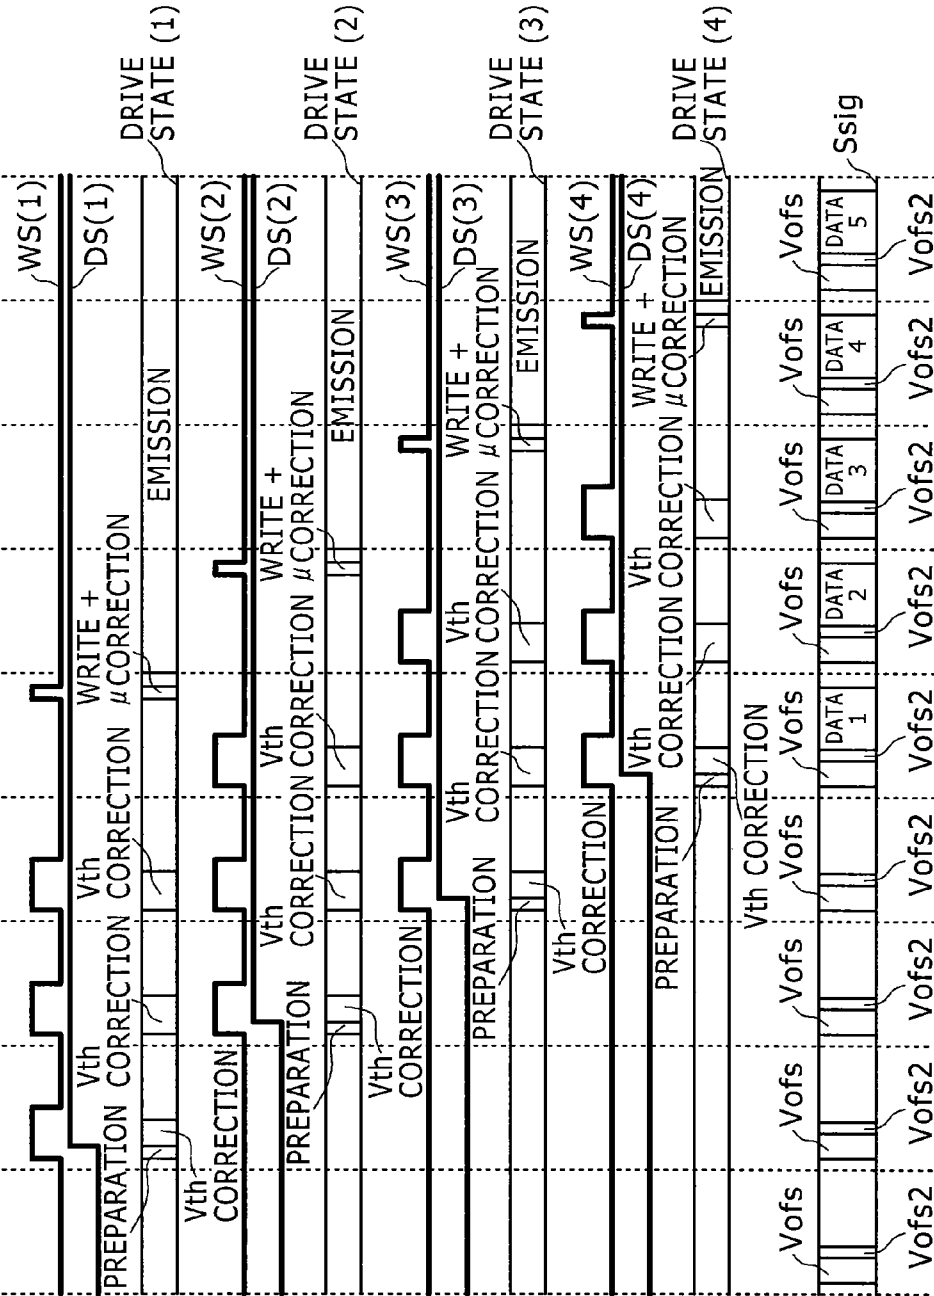 WS(1)
DS(1)
WRITE +
Vth Vth μCORRECTION
PREPARATION CORRECTION CORRECTION
EMISSION
DRIVE
STATE (1)
Vth
CORRECTION
WS(2)
DS(2)
WRITE +
Vth Vth
PREPARATION CORRECTION CORRECTION μCORRECTION
EMISSION
DRIVE
STATE (2)
Vth
CORRECTION
WS(3)
DS(3)
WRITE +
Vth Vth
PREPARATION CORRECTION CORRECTION μCORRECTION
EMISSION
DRIVE
STATE (3)
Vth
CORRECTION
WS(4)
DS(4)
WRITE +
Vth Vth
PREPARATION CORRECTION CORRECTION μCORRECTION
EMISSION
DRIVE
STATE (4)
Vth CORRECTION
Vofs Vofs Vofs Vofs Vofs Vofs Vofs Vofs Vofs
DATA 1
DATA 2
DATA 3
DATA 4
DATA 5
Ssig
Vofs2 Vofs2 Vofs2 Vofs2 Vofs2 Vofs2 Vofs2 Vofs2 Vofs2